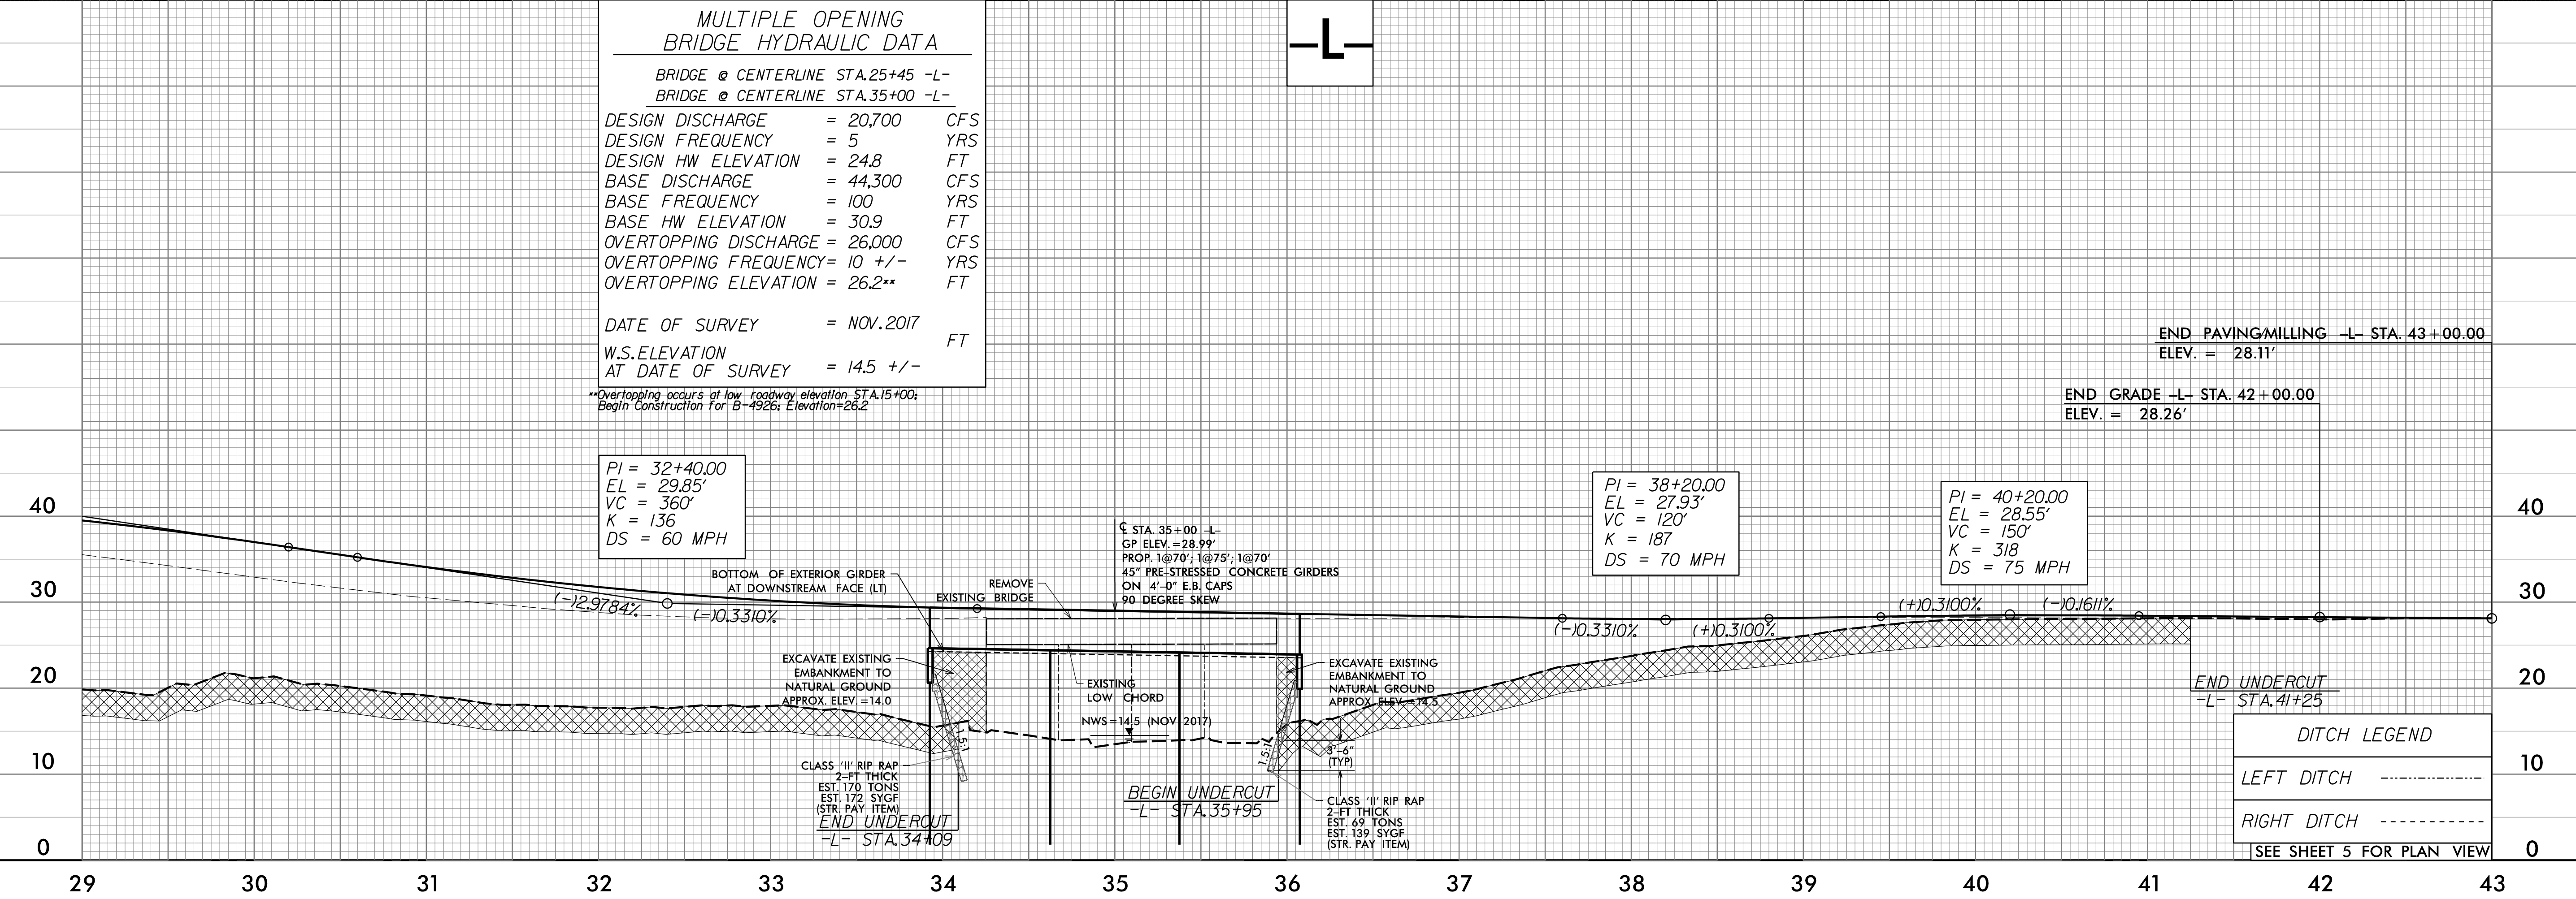 MULTIPLE OPENING
BRIDGE HYDRAULIC DATA
BRIDGE @ CENTERLINE STA.25+45 -L-
BRIDGE @ CENTERLINE STA.35+00 -L-
DESIGN DISCHARGE = 20,700 CFS
DESIGN FREQUENCY = 5 YRS
DESIGN HW ELEVATION = 24.8 FT
BASE DISCHARGE = 44,300 CFS
BASE FREQUENCY = 100 YRS
BASE HW ELEVATION = 30.9 FT
OVERTOPPING DISCHARGE = 26,000 CFS
OVERTOPPING FREQUENCY= 10 +/- YRS
OVERTOPPING ELEVATION = 26.2** FT
DATE OF SURVEY = NOV.2017
FT
W.S.ELEVATION
AT DATE OF SURVEY = 14.5 +/-
**Overtopping occurs at low roadway elevation STA.15+00;
Begin Construction for B-4926; Elevation=26.2
-L-
END PAVING/MILLING -L- STA. 43+00.00
ELEV. = 28.11'
END GRADE -L- STA. 42+00.00
ELEV. = 28.26'
PI = 32+40.00
EL = 29.85'
VC = 360'
K = 136
DS = 60 MPH
PI = 38+20.00
EL = 27.93'
VC = 120'
K = 187
DS = 70 MPH
PI = 40+20.00
EL = 28.55'
VC = 150'
K = 318
DS = 75 MPH
℄ STA. 35+00 -L-
GP ELEV.=28.99'
PROP. 1@70'; 1@75'; 1@70'
45" PRE-STRESSED CONCRETE GIRDERS
ON 4'-0" E.B. CAPS
90 DEGREE SKEW
BOTTOM OF EXTERIOR GIRDER
AT DOWNSTREAM FACE (LT)
REMOVE
EXISTING BRIDGE
(-)2.9784%
(-)0.3310%
(-)0.3310%
(+)0.3100%
(+)0.3100%
(-)0.1611%
EXCAVATE EXISTING
EMBANKMENT TO
NATURAL GROUND
APPROX. ELEV.=14.0
EXISTING
LOW CHORD
NWS=14.5 (NOV 2017)
EXCAVATE EXISTING
EMBANKMENT TO
NATURAL GROUND
APPROX. ELEV.=14.5
1.5:1
1.5:1
3'-6"
(TYP)
CLASS 'II' RIP RAP
2-FT THICK
EST. 170 TONS
EST. 172 SYGF
(STR. PAY ITEM)
END UNDERCUT
-L- STA.34+09
BEGIN UNDERCUT
-L- STA.35+95
CLASS 'II' RIP RAP
2-FT THICK
EST. 69 TONS
EST. 139 SYGF
(STR. PAY ITEM)
END UNDERCUT
-L- STA.41+25
DITCH LEGEND
LEFT DITCH
RIGHT DITCH
SEE SHEET 5 FOR PLAN VIEW
40 40
30 30
20 20
10 10
0 0
29 30 31 32 33 34 35 36 37 38 39 40 41 42 43